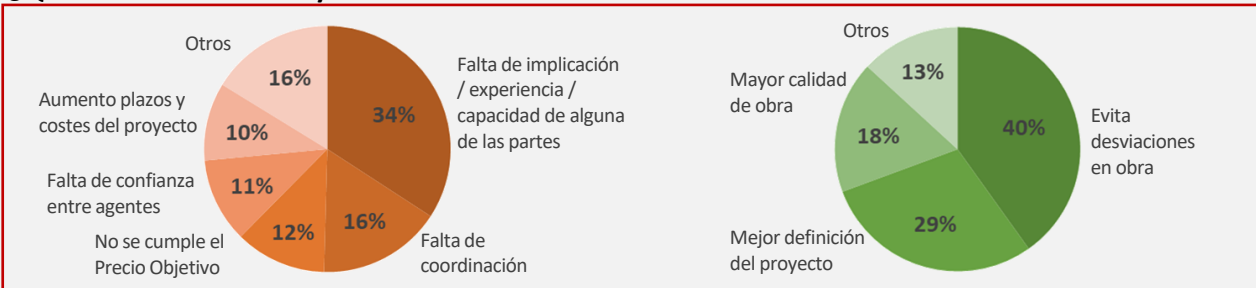 Otros
16%
Aumento plazos y
costes del proyecto
10%
Falta de confianza
entre agentes
11%
No se cumple el
Precio Objetivo
12%
Falta de
coordinación
16%
Falta de implicación
/ experiencia /
capacidad de alguna
de las partes
34%
Otros
13%
Mayor calidad
de obra
18%
Mejor definición
del proyecto
29%
Evita
desviaciones
en obra
40%